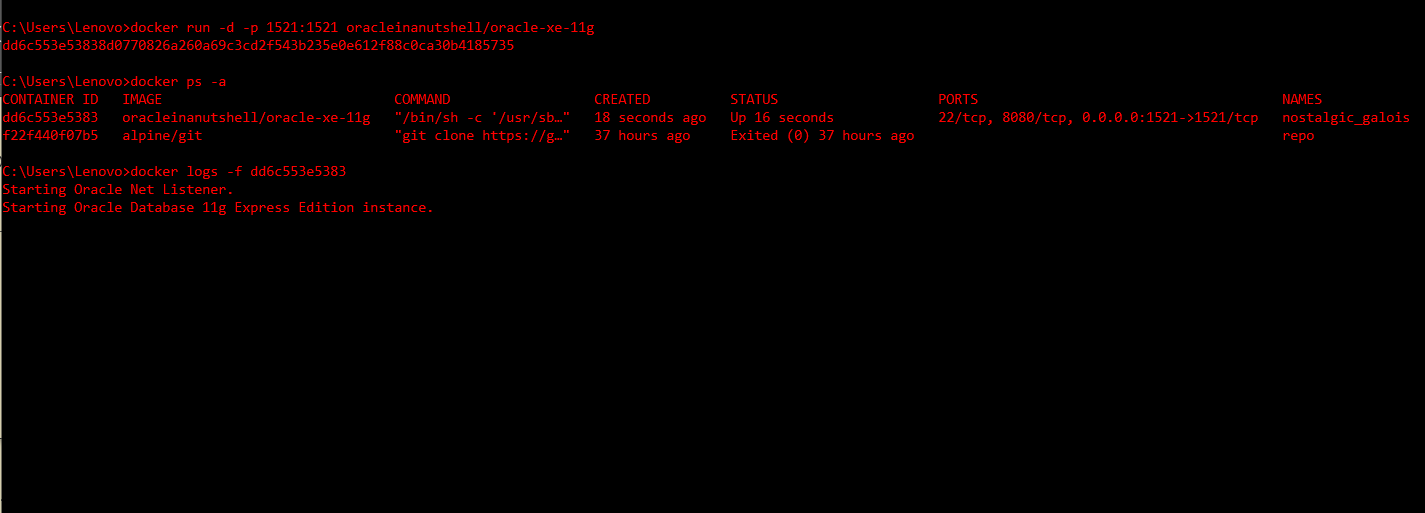 C:\Users\Lenovo>docker run -d -p 1521:1521 oracleinanutshell/oracle-xe-11g
dd6c553e53838d0770826a260a69c3cd2f543b235e0e612f88c0ca30b4185735
C:\Users\Lenovo>docker ps -a
CONTAINER ID   IMAGE                             COMMAND                  CREATED          STATUS                    PORTS                                      NAMES
dd6c553e5383   oracleinanutshell/oracle-xe-11g   "/bin/sh -c '/usr/sb…"   18 seconds ago   Up 16 seconds             22/tcp, 8080/tcp, 0.0.0.0:1521->1521/tcp   nostalgic_galois
f22f440f07b5   alpine/git                        "git clone https://g…"   37 hours ago     Exited (0) 37 hours ago                                              repo
C:\Users\Lenovo>docker logs -f dd6c553e5383
Starting Oracle Net Listener.
Starting Oracle Database 11g Express Edition instance.